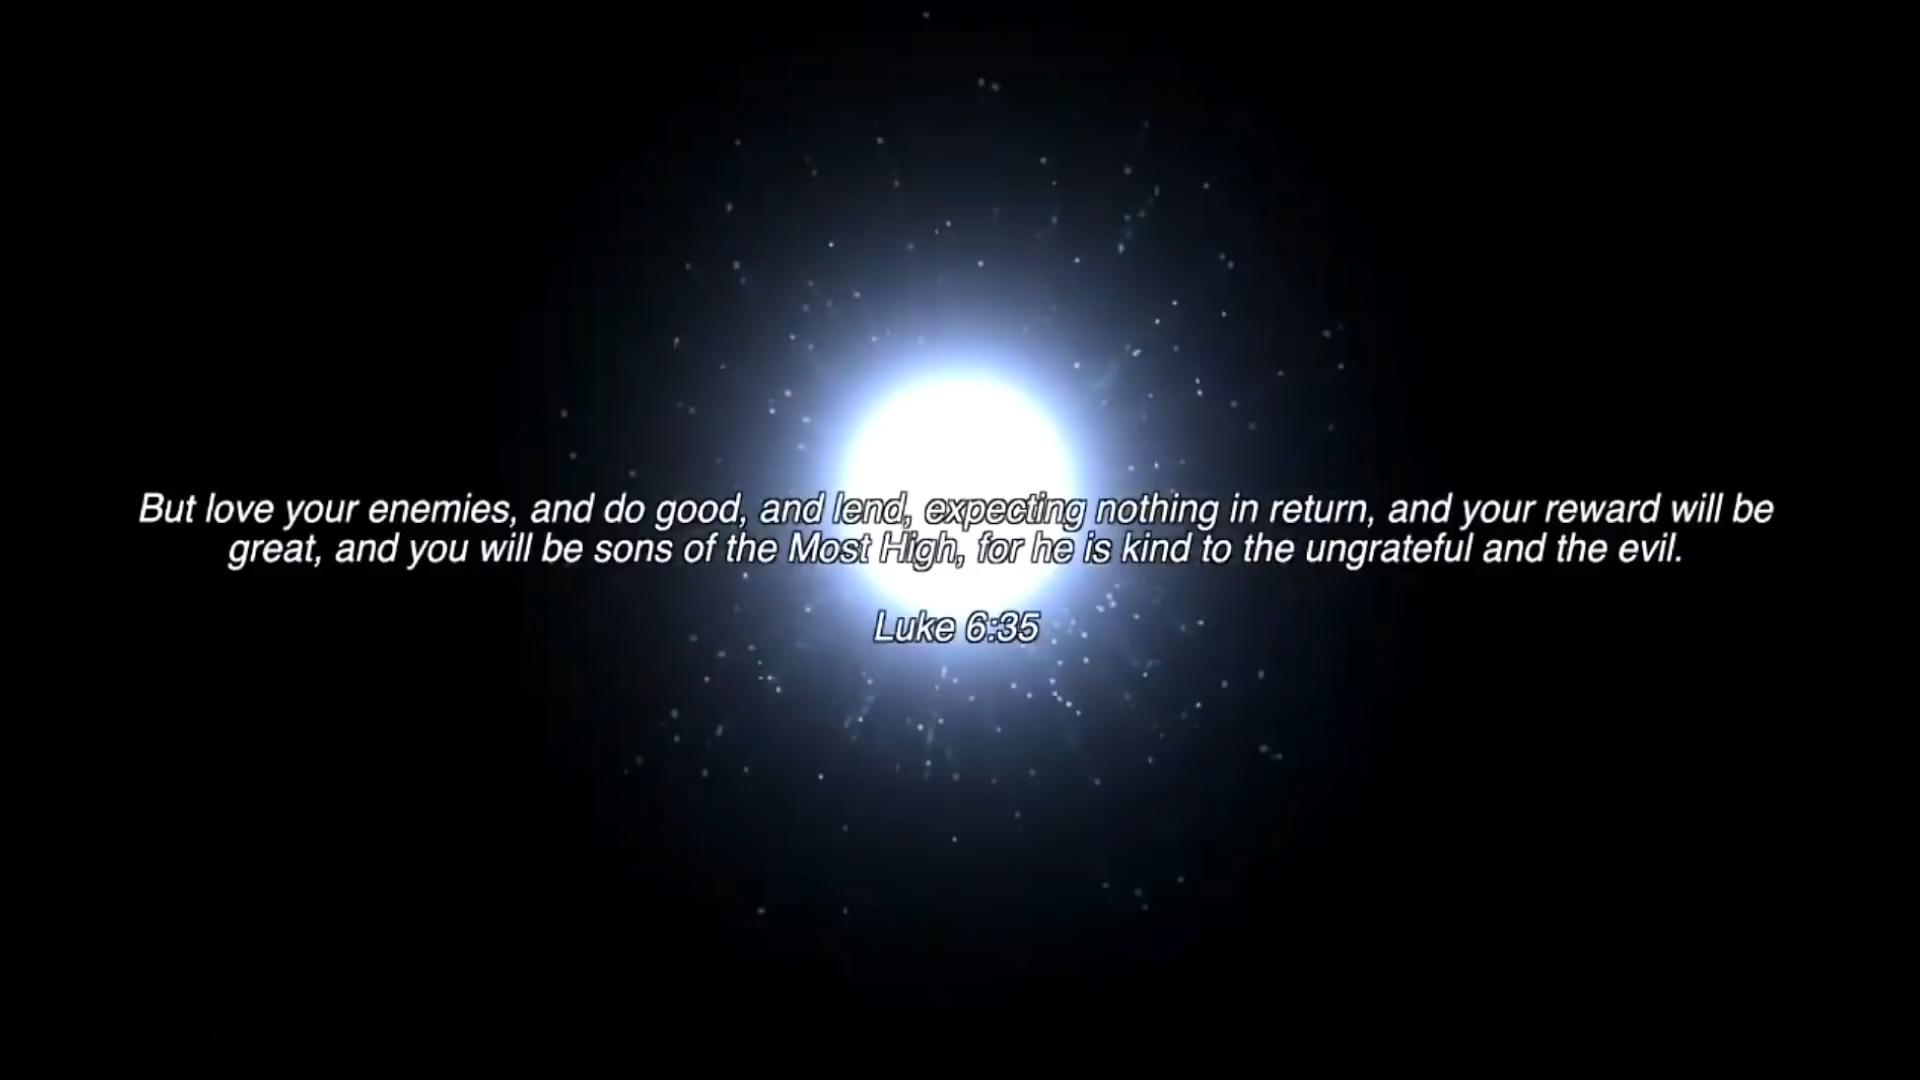 But love your enemies, and do good, and lend, expecting nothing in return, and your reward will be
great, and you will be sons of the Most High, for he is kind to the ungrateful and the evil.
Luke 6:35